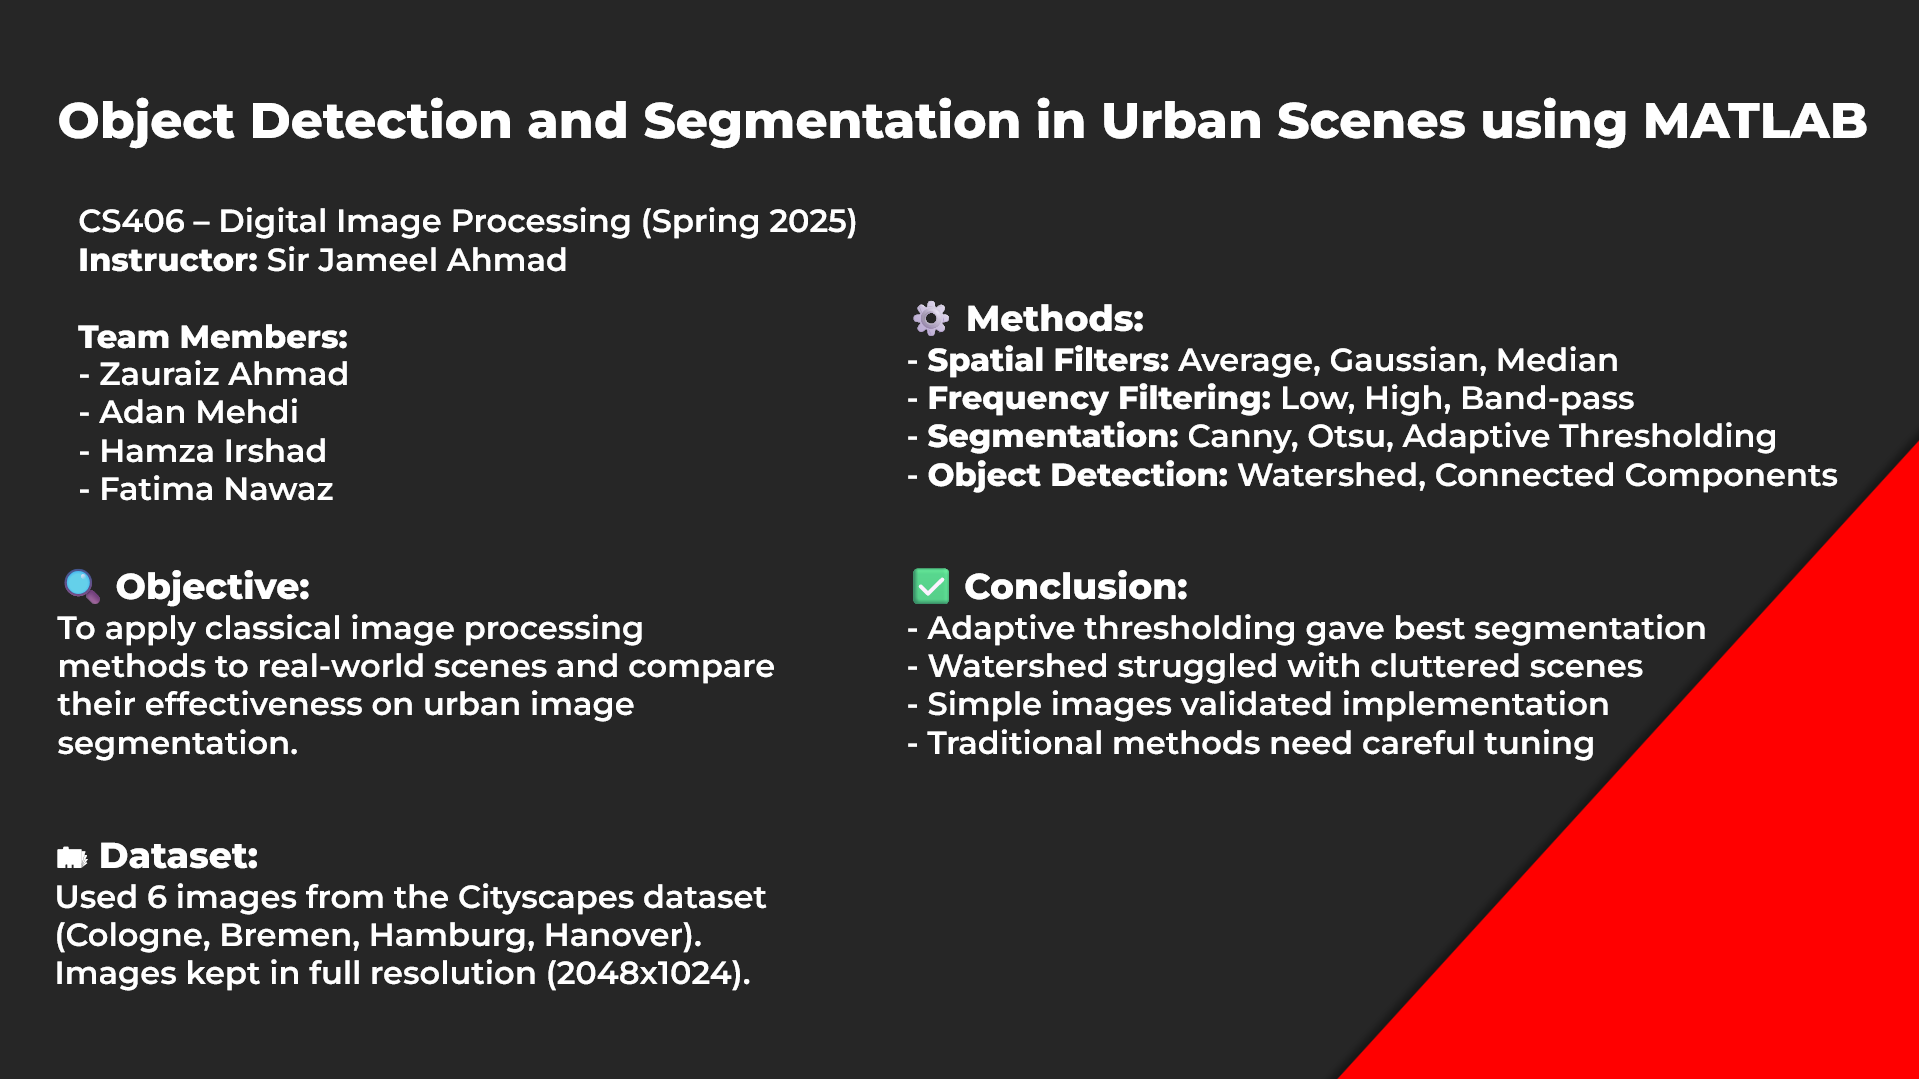 Object Detection and Segmentation in Urban Scenes using MATLAB
CS406 – Digital Image Processing (Spring 2025)
Instructor: Sir Jameel Ahmad
Team Members:
- Zauraiz Ahmad
- Adan Mehdi
- Hamza Irshad
- Fatima Nawaz
Objective:
To apply classical image processing
methods to real-world scenes and compare
their effectiveness on urban image
segmentation.
Dataset:
Used 6 images from the Cityscapes dataset
(Cologne, Bremen, Hamburg, Hanover).
Images kept in full resolution (2048x1024).
Methods:
- Spatial Filters: Average, Gaussian, Median
- Frequency Filtering: Low, High, Band-pass
- Segmentation: Canny, Otsu, Adaptive Thresholding
- Object Detection: Watershed, Connected Components
Conclusion:
- Adaptive thresholding gave best segmentation
- Watershed struggled with cluttered scenes
- Simple images validated implementation
- Traditional methods need careful tuning